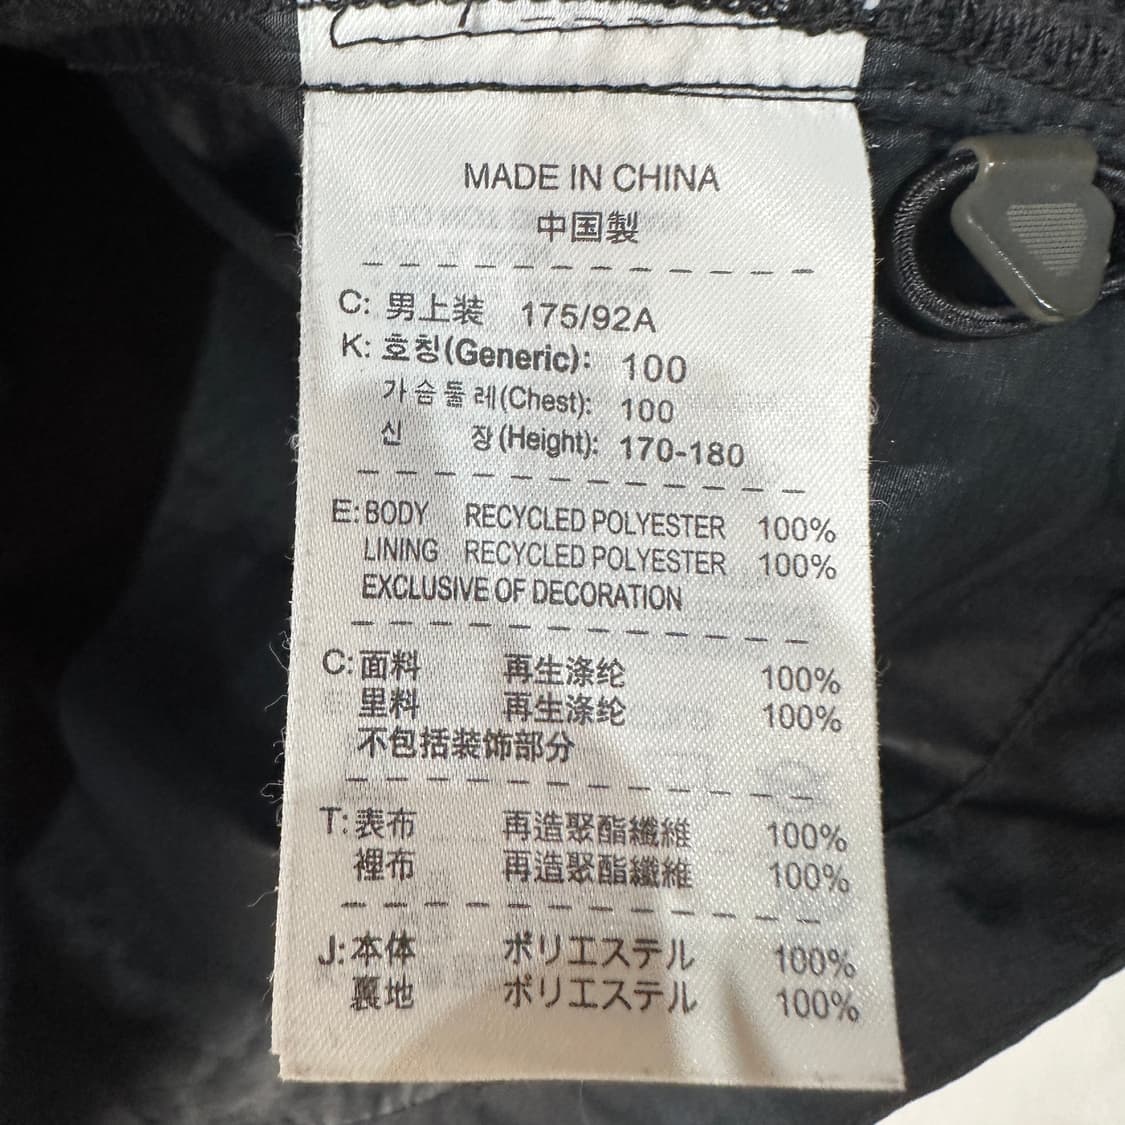 MADE IN CHINA
中国製
C: 男上装 175/92A
K: 호칭(Generic): 100
가슴둘레(Chest): 100
신 장(Height): 170-180
E: BODY RECYCLED POLYESTER 100%
LINING RECYCLED POLYESTER 100%
EXCLUSIVE OF DECORATION
C: 面料 再生涤纶 100%
里料 再生涤纶 100%
不包括装饰部分
T: 表布 再造聚酯纖維 100%
裡布 再造聚酯纖維 100%
J: 本体 ポリエステル 100%
裏地 ポリエステル 100%